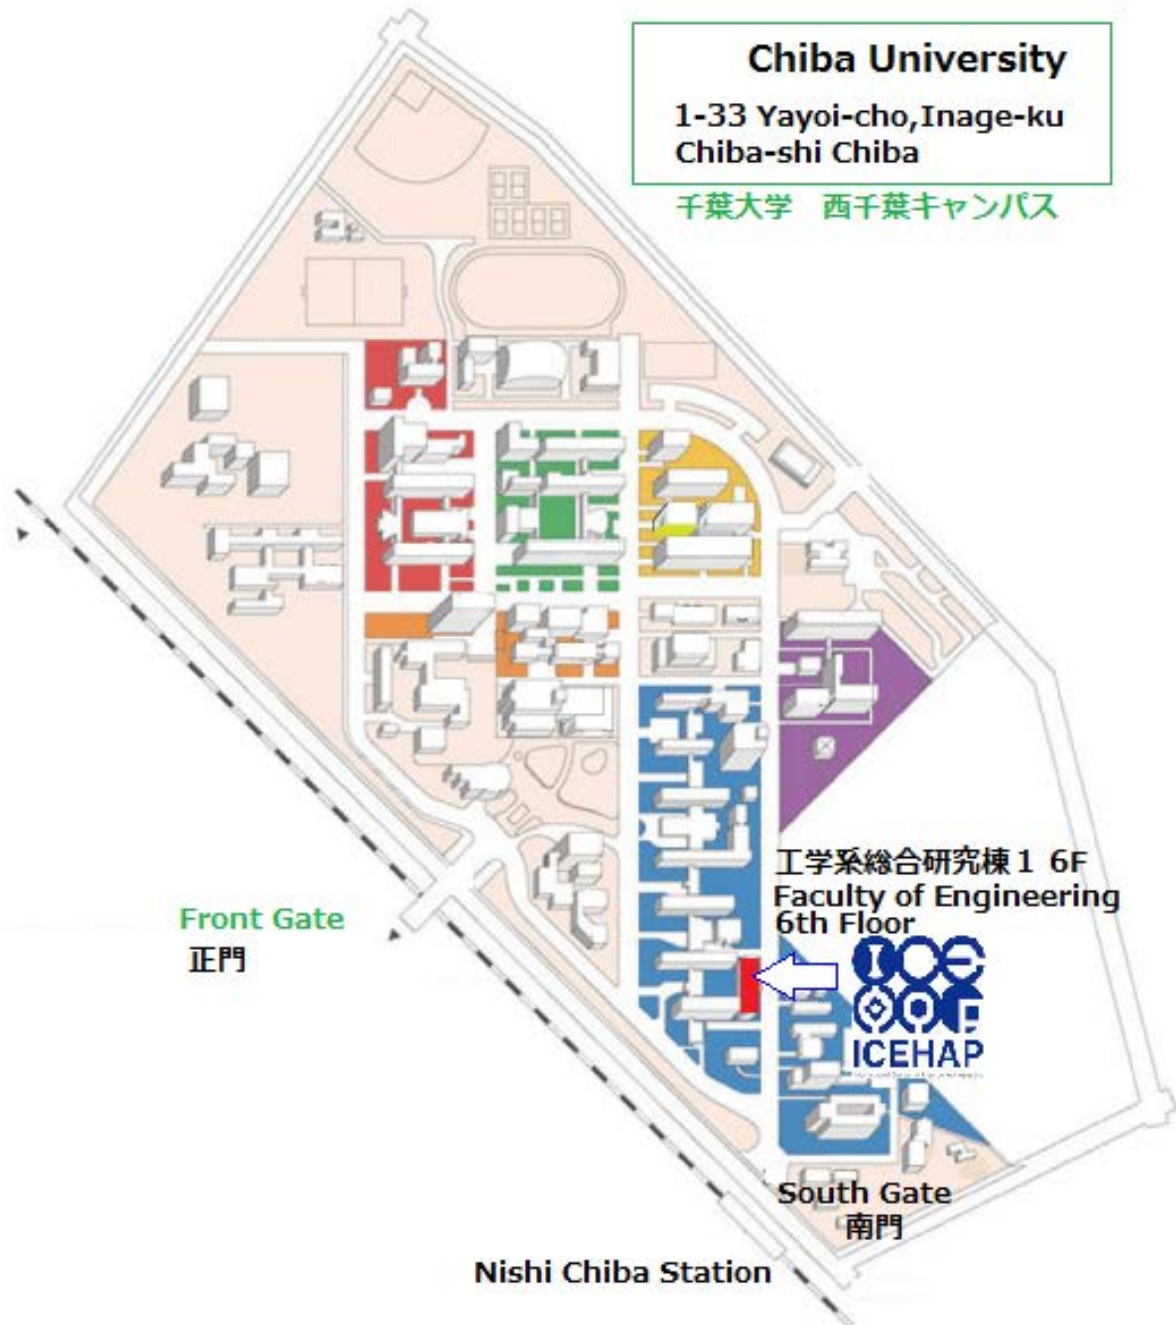 Chiba University
1-33 Yayoi-cho,Inage-ku
Chiba-shi Chiba
千葉大学　西千葉キャンパス
工学系総合研究棟１ 6F
Faculty of Engineering
6th Floor
Front Gate
正門
ICEHAP
South Gate
南門
Nishi Chiba Station